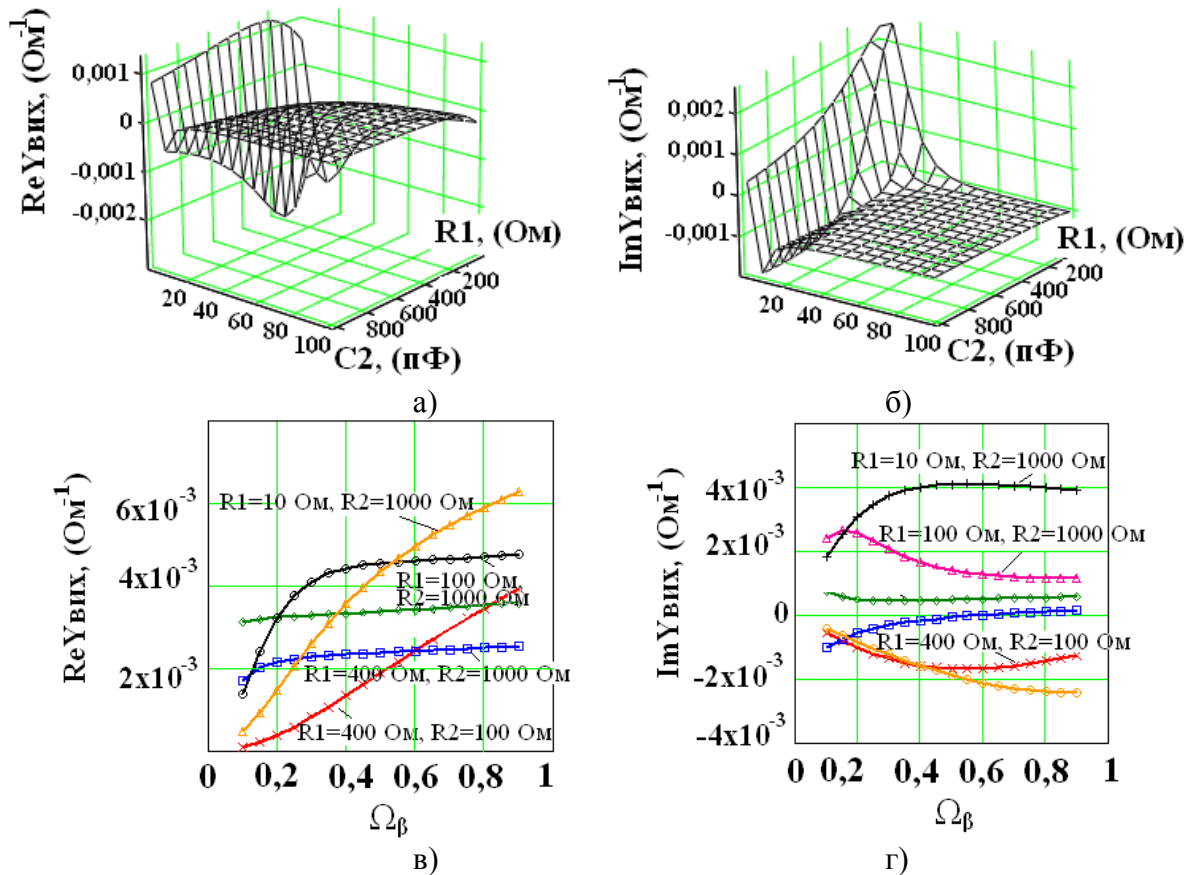 ReYвих, (Ом⁻¹)
0,001
0
-0,001
-0,002
20
40
60
80
100
C2, (пФ)
R1, (Ом)
200
400
600
800
а)
ImYвих, (Ом⁻¹)
0,002
0,001
0
-0,001
20
40
60
80
100
C2, (пФ)
R1, (Ом)
200
400
600
800
б)
ReYвих, (Ом⁻¹)
6x10⁻³
4x10⁻³
2x10⁻³
R1=10 Ом, R2=1000 Ом
R1=100 Ом,
R2=1000 Ом
R1=400 Ом, R2=1000 Ом
R1=400 Ом, R2=100 Ом
0 0,2 0,4 0,6 0,8 1
Ωβ
в)
ImYвих, (Ом⁻¹)
4x10⁻³
2x10⁻³
0
-2x10⁻³
-4x10⁻³
R1=10 Ом, R2=1000 Ом
R1=100 Ом, R2=1000 Ом
R1=400 Ом, R2=100 Ом
0 0,2 0,4 0,6 0,8 1
Ωβ
г)